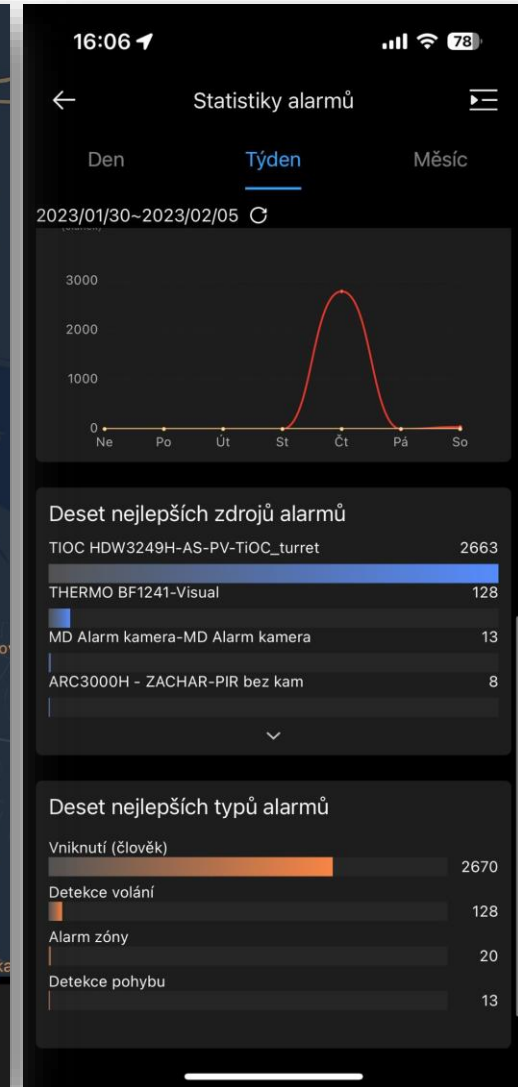 16:06
78
Statistiky alarmů
Den Týden Měsíc
2023/01/30~2023/02/05
3000
2000
1000
0
Ne Po Út St Čt Pá So
Deset nejlepších zdrojů alarmů
TIOC HDW3249H-AS-PV-TiOC_turret 2663
THERMO BF1241-Visual 128
MD Alarm kamera-MD Alarm kamera 13
ARC3000H - ZACHAR-PIR bez kam 8
Deset nejlepších typů alarmů
Vniknutí (člověk)
2670
Detekce volání
128
Alarm zóny
20
Detekce pohybu
13